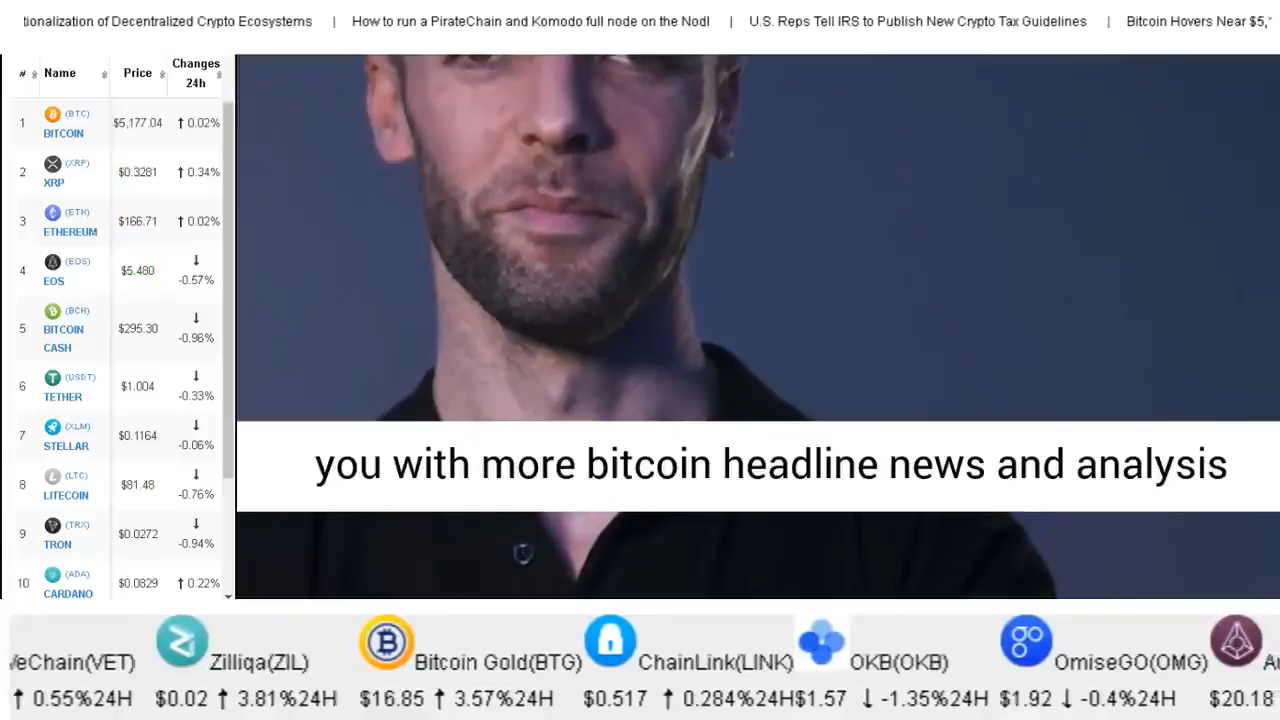 tionalization of Decentralized Crypto Ecosystems | How to run a PirateChain and Komodo full node on the Nodl | U.S. Reps Tell IRS to Publish New Crypto Tax Guidelines | Bitcoin Hovers Near $5,
# Name Price Changes 24h
1 (BTC) BITCOIN $5,177.04 ↑ 0.02%
2 (XRP) XRP $0.3281 ↑ 0.34%
3 (ETH) ETHEREUM $166.71 ↑ 0.02%
4 (EOS) EOS $5.480 ↓ -0.57%
5 (BCH) BITCOIN CASH $295.30 ↓ -0.96%
6 (USDT) TETHER $1.004 ↓ -0.33%
7 (XLM) STELLAR $0.1164 ↓ -0.06%
8 (LTC) LITECOIN $81.48 ↓ -0.76%
9 (TRX) TRON $0.0272 ↓ -0.94%
10 (ADA) CARDANO $0.0829 ↑ 0.22%
you with more bitcoin headline news and analysis
VeChain(VET) Zilliqa(ZIL) Bitcoin Gold(BTG) ChainLink(LINK) OKB(OKB) OmiseGO(OMG)
↑ 0.55%24H $0.02 ↑ 3.81%24H $16.85 ↑ 3.57%24H $0.517 ↑ 0.284%24H $1.57 ↓ -1.35%24H $1.92 ↓ -0.4%24H $20.18